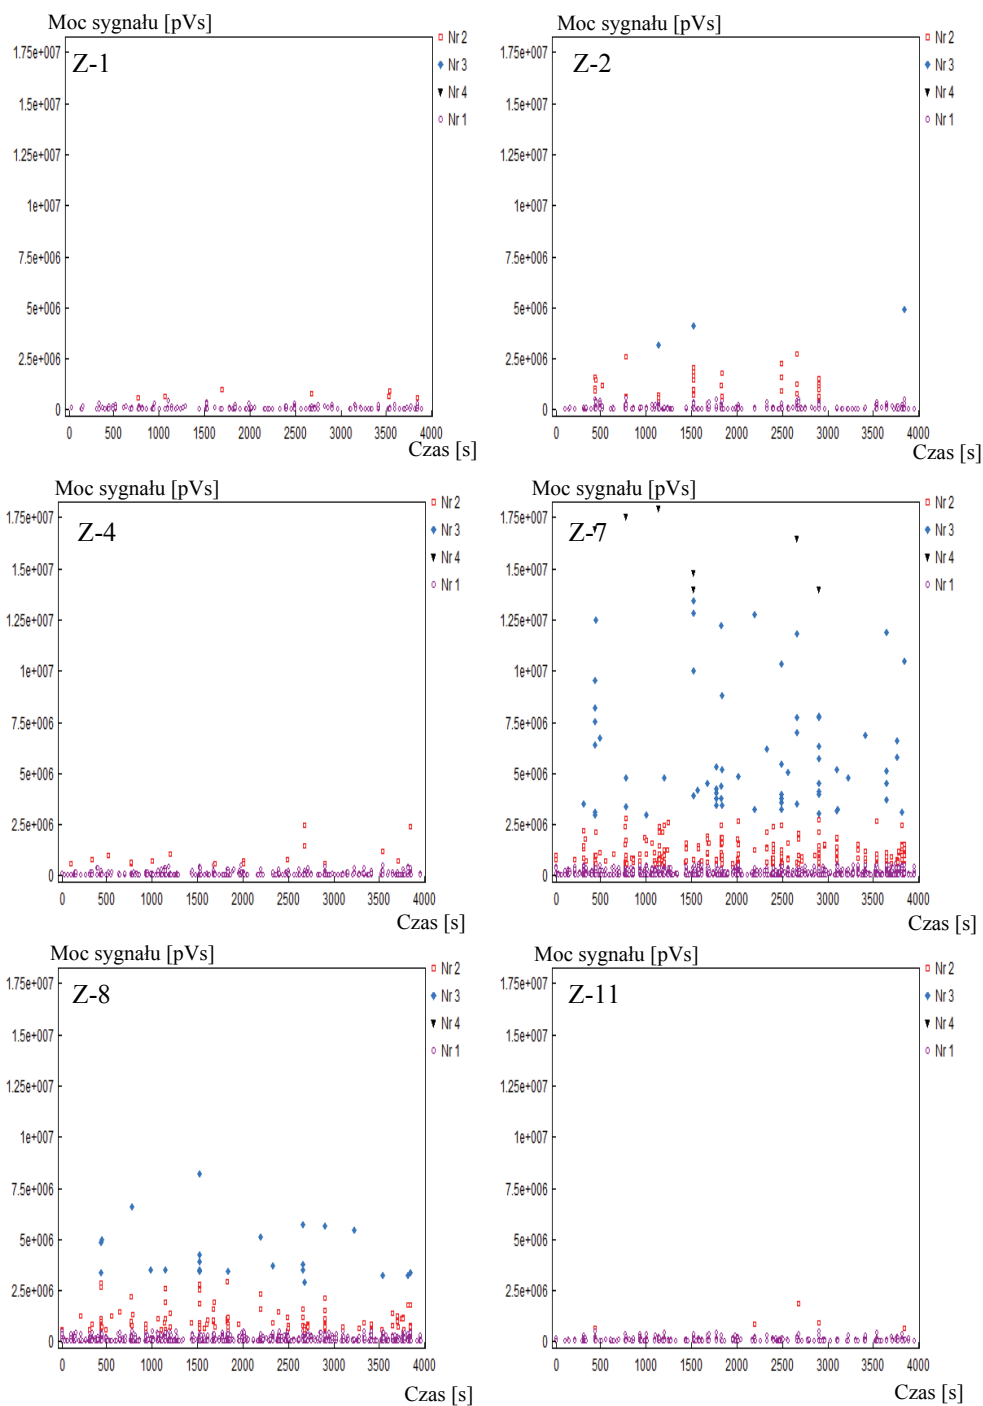 Moc sygnału [pVs]
Z-1
1.75e+007
1.5e+007
1.25e+007
1e+007
7.5e+006
5e+006
2.5e+006
0
0 500 1000 1500 2000 2500 3000 3500 4000
Czas [s]
Nr 2
Nr 3
Nr 4
Nr 1
Moc sygnału [pVs]
Z-2
1.75e+007
1.5e+007
1.25e+007
1e+007
7.5e+006
5e+006
2.5e+006
0
0 500 1000 1500 2000 2500 3000 3500 4000
Czas [s]
Nr 2
Nr 3
Nr 4
Nr 1
Moc sygnału [pVs]
Z-4
1.75e+007
1.5e+007
1.25e+007
1e+007
7.5e+006
5e+006
2.5e+006
0
0 500 1000 1500 2000 2500 3000 3500 4000
Czas [s]
Nr 2
Nr 3
Nr 4
Nr 1
Moc sygnału [pVs]
Z-7
1.75e+007
1.5e+007
1.25e+007
1e+007
7.5e+006
5e+006
2.5e+006
0
0 500 1000 1500 2000 2500 3000 3500 4000
Czas [s]
Nr 2
Nr 3
Nr 4
Nr 1
Moc sygnału [pVs]
Z-8
1.75e+007
1.5e+007
1.25e+007
1e+007
7.5e+006
5e+006
2.5e+006
0
0 500 1000 1500 2000 2500 3000 3500 4000
Czas [s]
Nr 2
Nr 3
Nr 4
Nr 1
Moc sygnału [pVs]
Z-11
1.75e+007
1.5e+007
1.25e+007
1e+007
7.5e+006
5e+006
2.5e+006
0
0 500 1000 1500 2000 2500 3000 3500 4000
Czas [s]
Nr 2
Nr 3
Nr 4
Nr 1